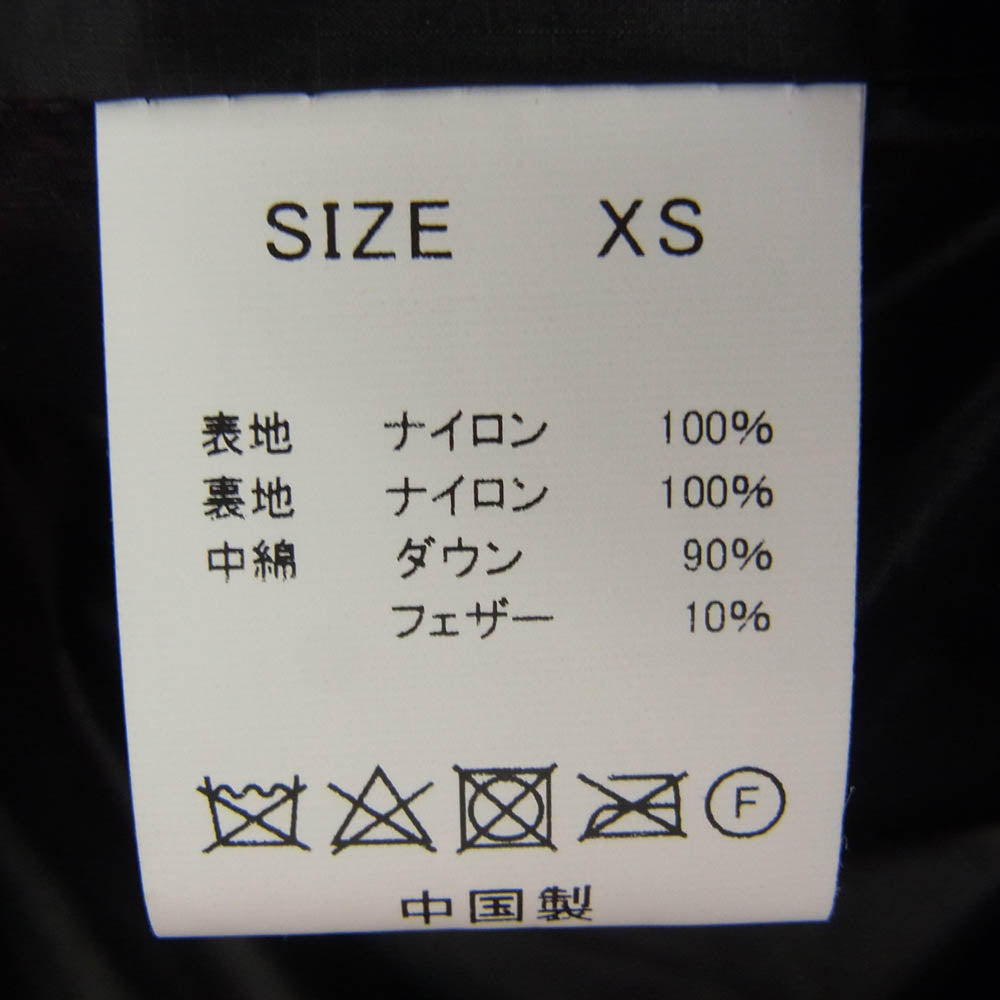 SIZE XS
表地 ナイロン 100%
裏地 ナイロン 100%
中綿 ダウン 90%
フェザー 10%
F
中国製